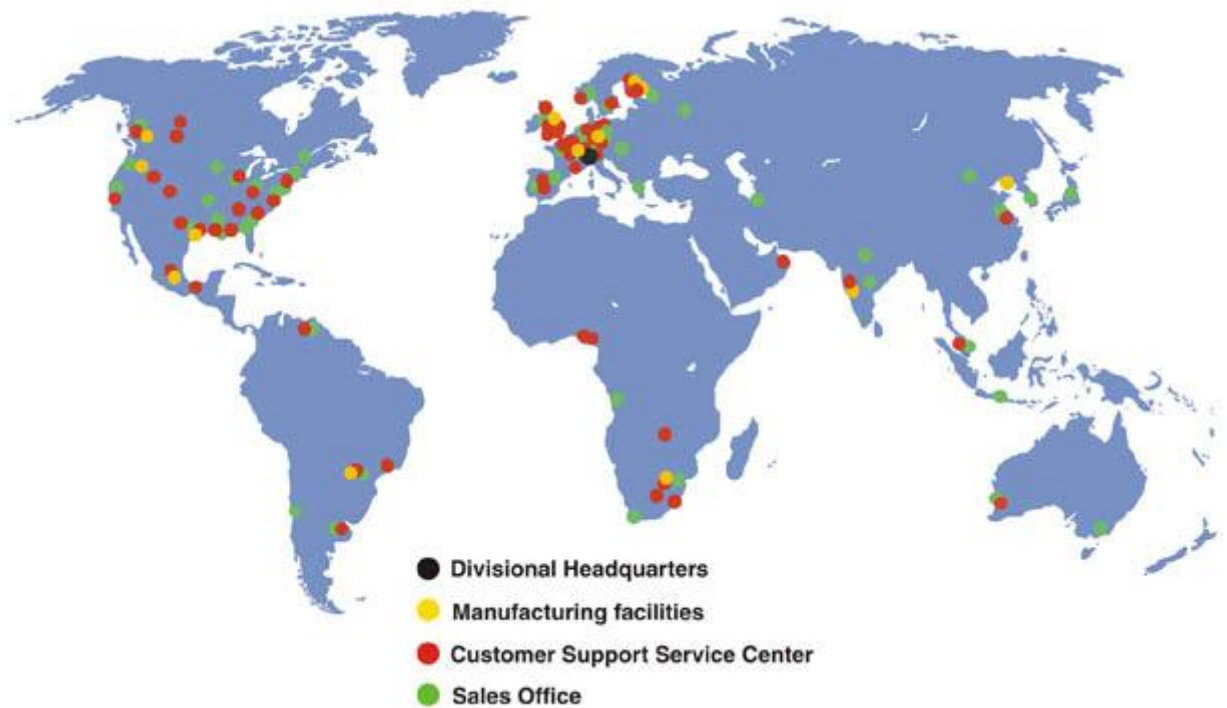 Divisional Headquarters
Manufacturing facilities
Customer Support Service Center
Sales Office